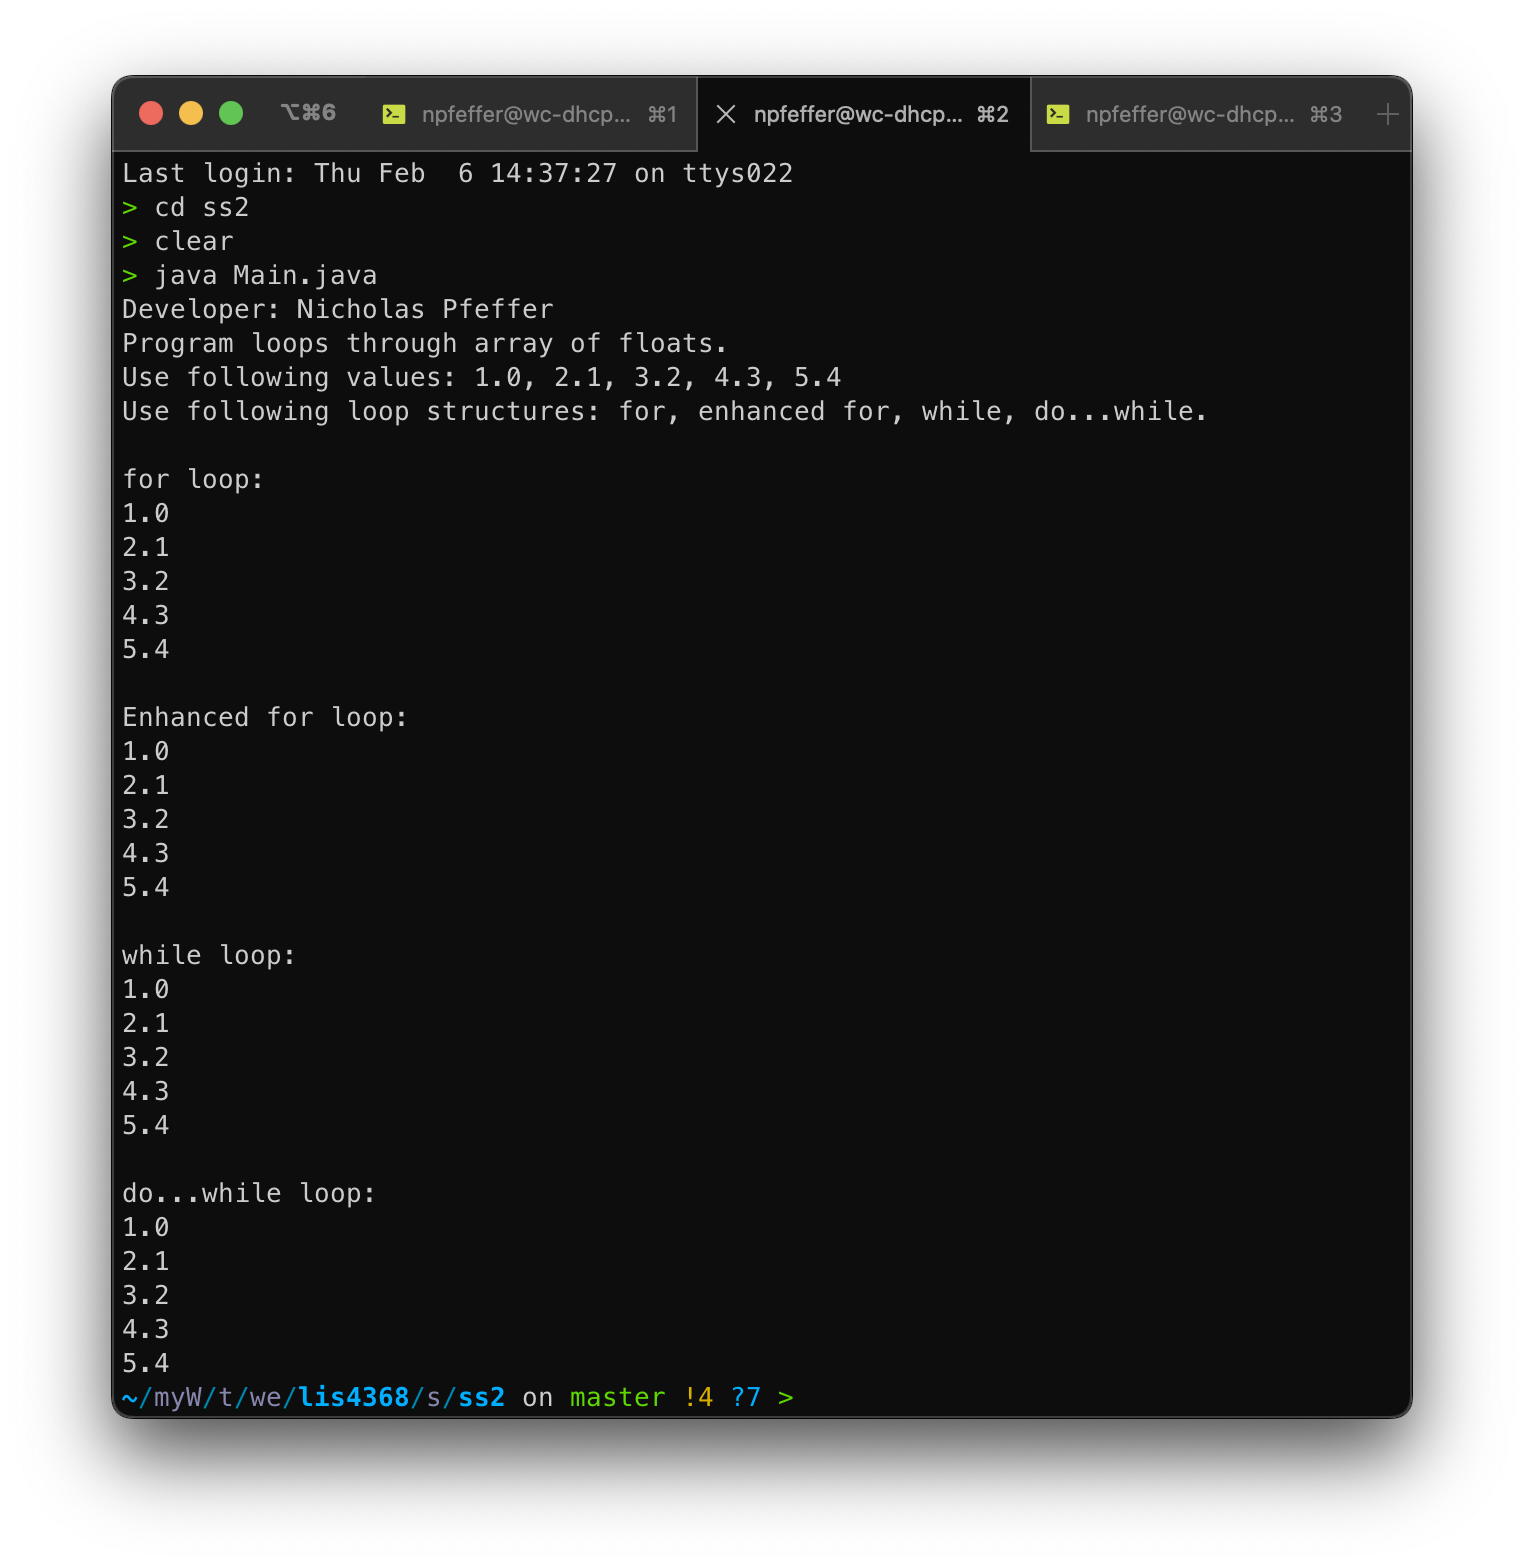 ⌥⌘6 npfeffer@wc-dhcp... ⌘1 npfeffer@wc-dhcp... ⌘2 npfeffer@wc-dhcp... ⌘3
Last login: Thu Feb  6 14:37:27 on ttys022
> cd ss2
> clear
> java Main.java
Developer: Nicholas Pfeffer
Program loops through array of floats.
Use following values: 1.0, 2.1, 3.2, 4.3, 5.4
Use following loop structures: for, enhanced for, while, do...while.
for loop:
1.0
2.1
3.2
4.3
5.4
Enhanced for loop:
1.0
2.1
3.2
4.3
5.4
while loop:
1.0
2.1
3.2
4.3
5.4
do...while loop:
1.0
2.1
3.2
4.3
5.4
~/myW/t/we/lis4368/s/ss2 on master !4 ?7 >